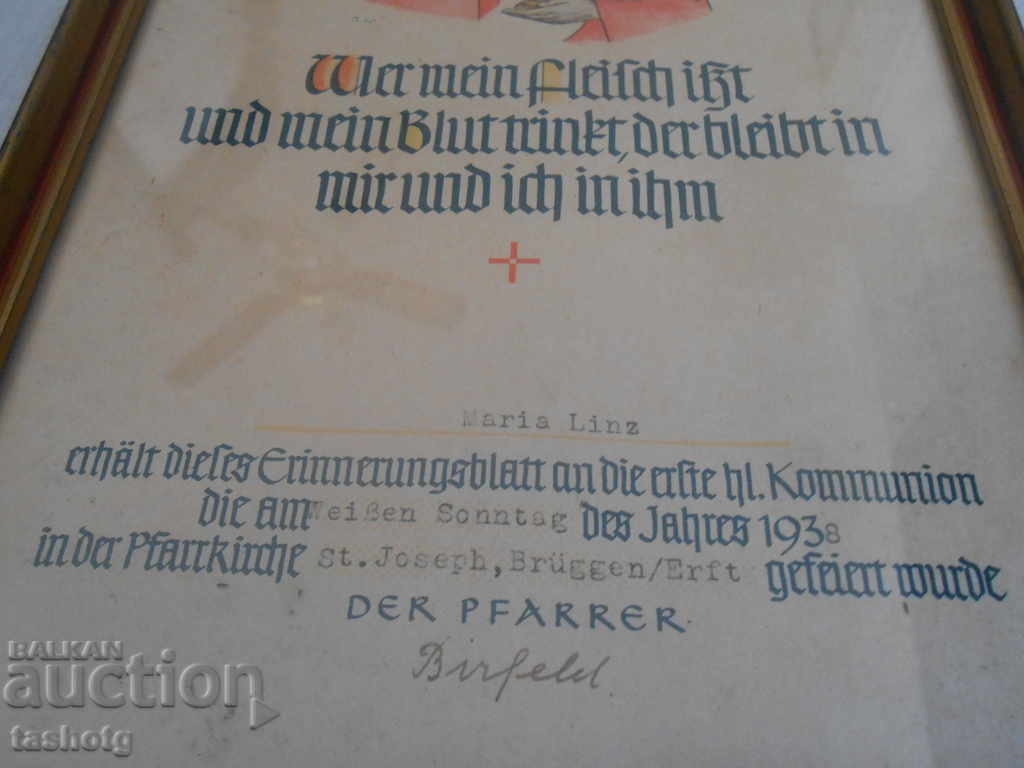 Wer mein Fleisch ißt
und mein Blut trinkt, der bleibt in
mir und ich in ihm
Maria Linz
erhält dieses Erinnerungsblatt an die erste hl. Kommunion
die am Weißen Sonntag des Jahres 1938
in der Pfarrkirche St. Joseph, Brüggen/Erft gefeiert wurde
DER PFARRER
Birfeld
BALKAN
auction
tashotg